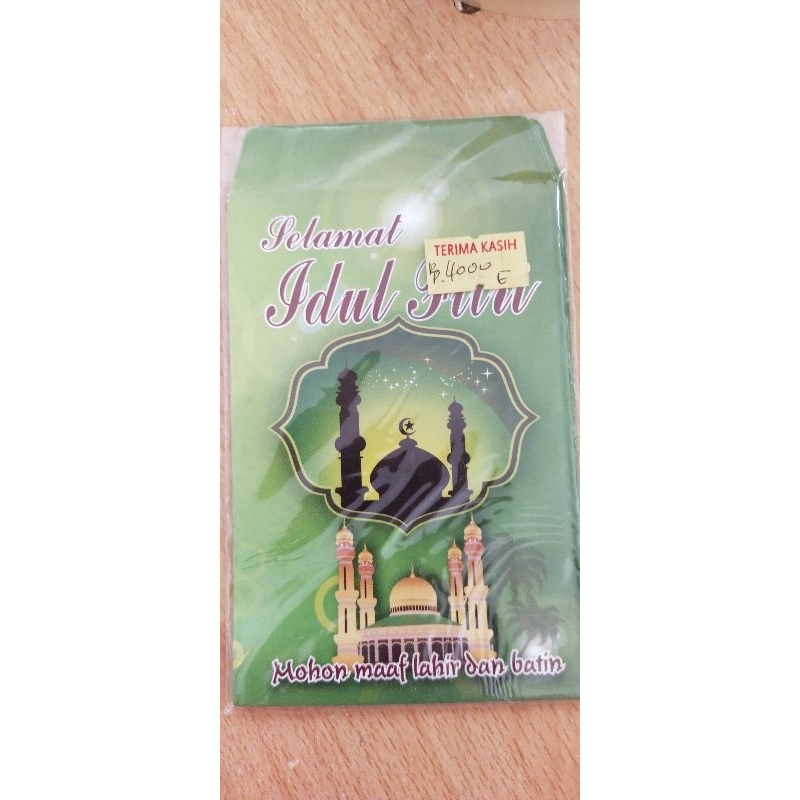 Selamat
TERIMA KASIH
Rp.4000
E
Idul Fitri
Mohon maaf lahir dan batin